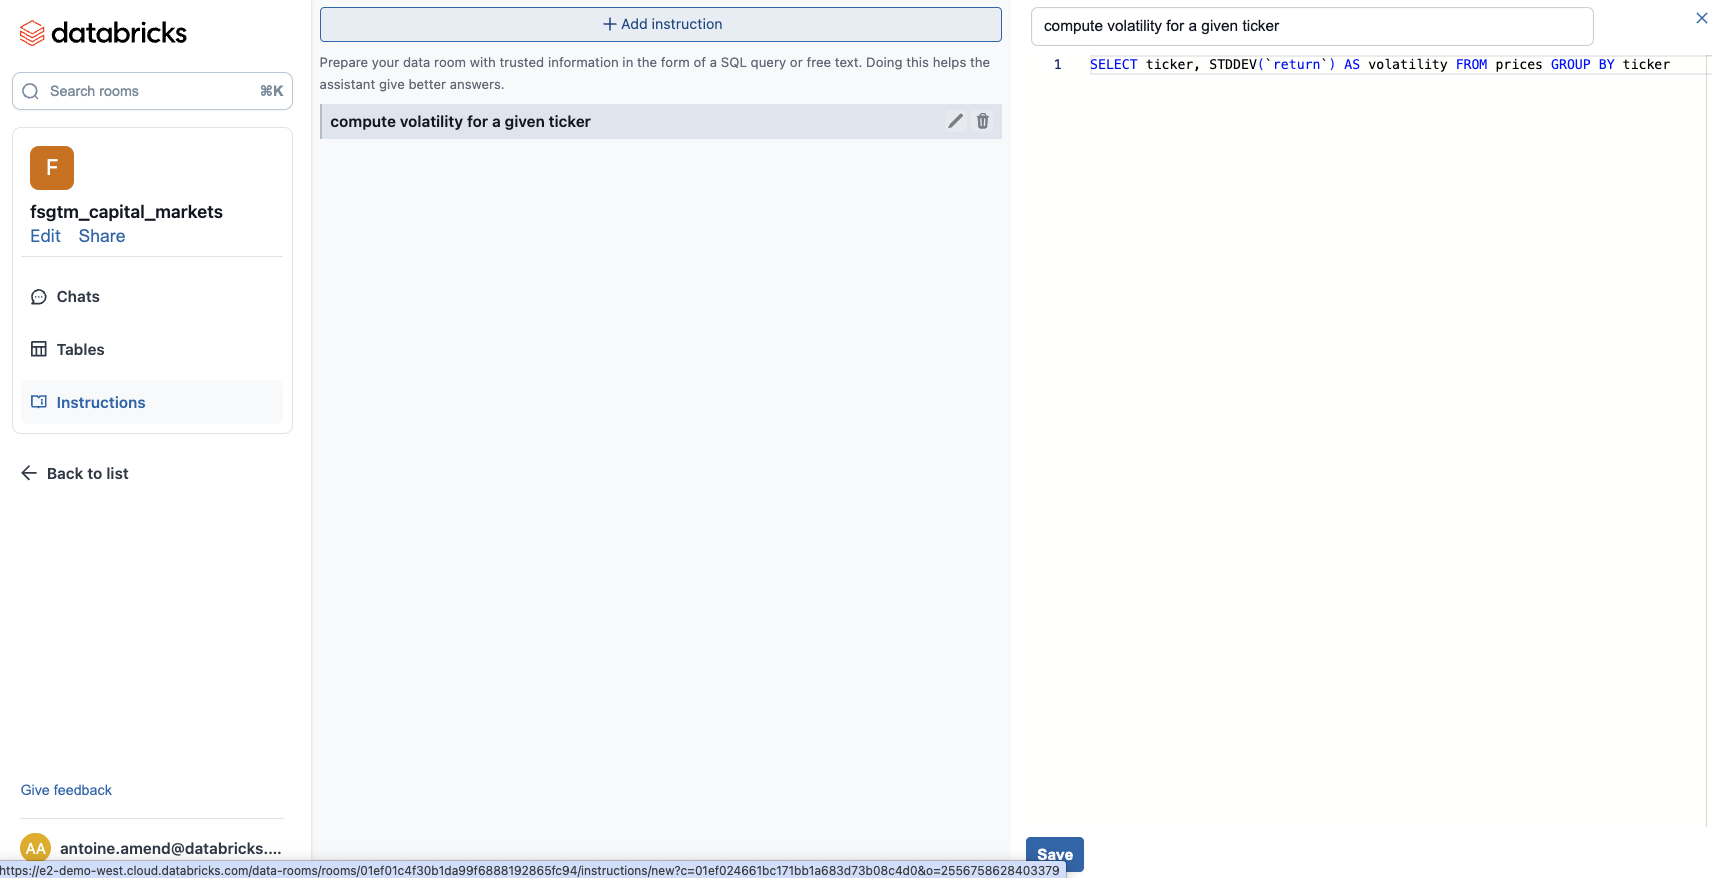 databricks
Search rooms ⌘K
F
fsgtm_capital_markets
Edit Share
Chats
Tables
Instructions
Back to list
Give feedback
AA antoine.amend@databricks....
+ Add instruction
Prepare your data room with trusted information in the form of a SQL query or free text. Doing this helps the
assistant give better answers.
compute volatility for a given ticker
compute volatility for a given ticker
1 SELECT ticker, STDDEV(`return`) AS volatility FROM prices GROUP BY ticker
Save
https://e2-demo-west.cloud.databricks.com/data-rooms/rooms/01ef01c4f30b1da99f6888192865fc94/instructions/new?c=01ef024661bc171bb1a683d73b08c4d0&o=2556758628403379